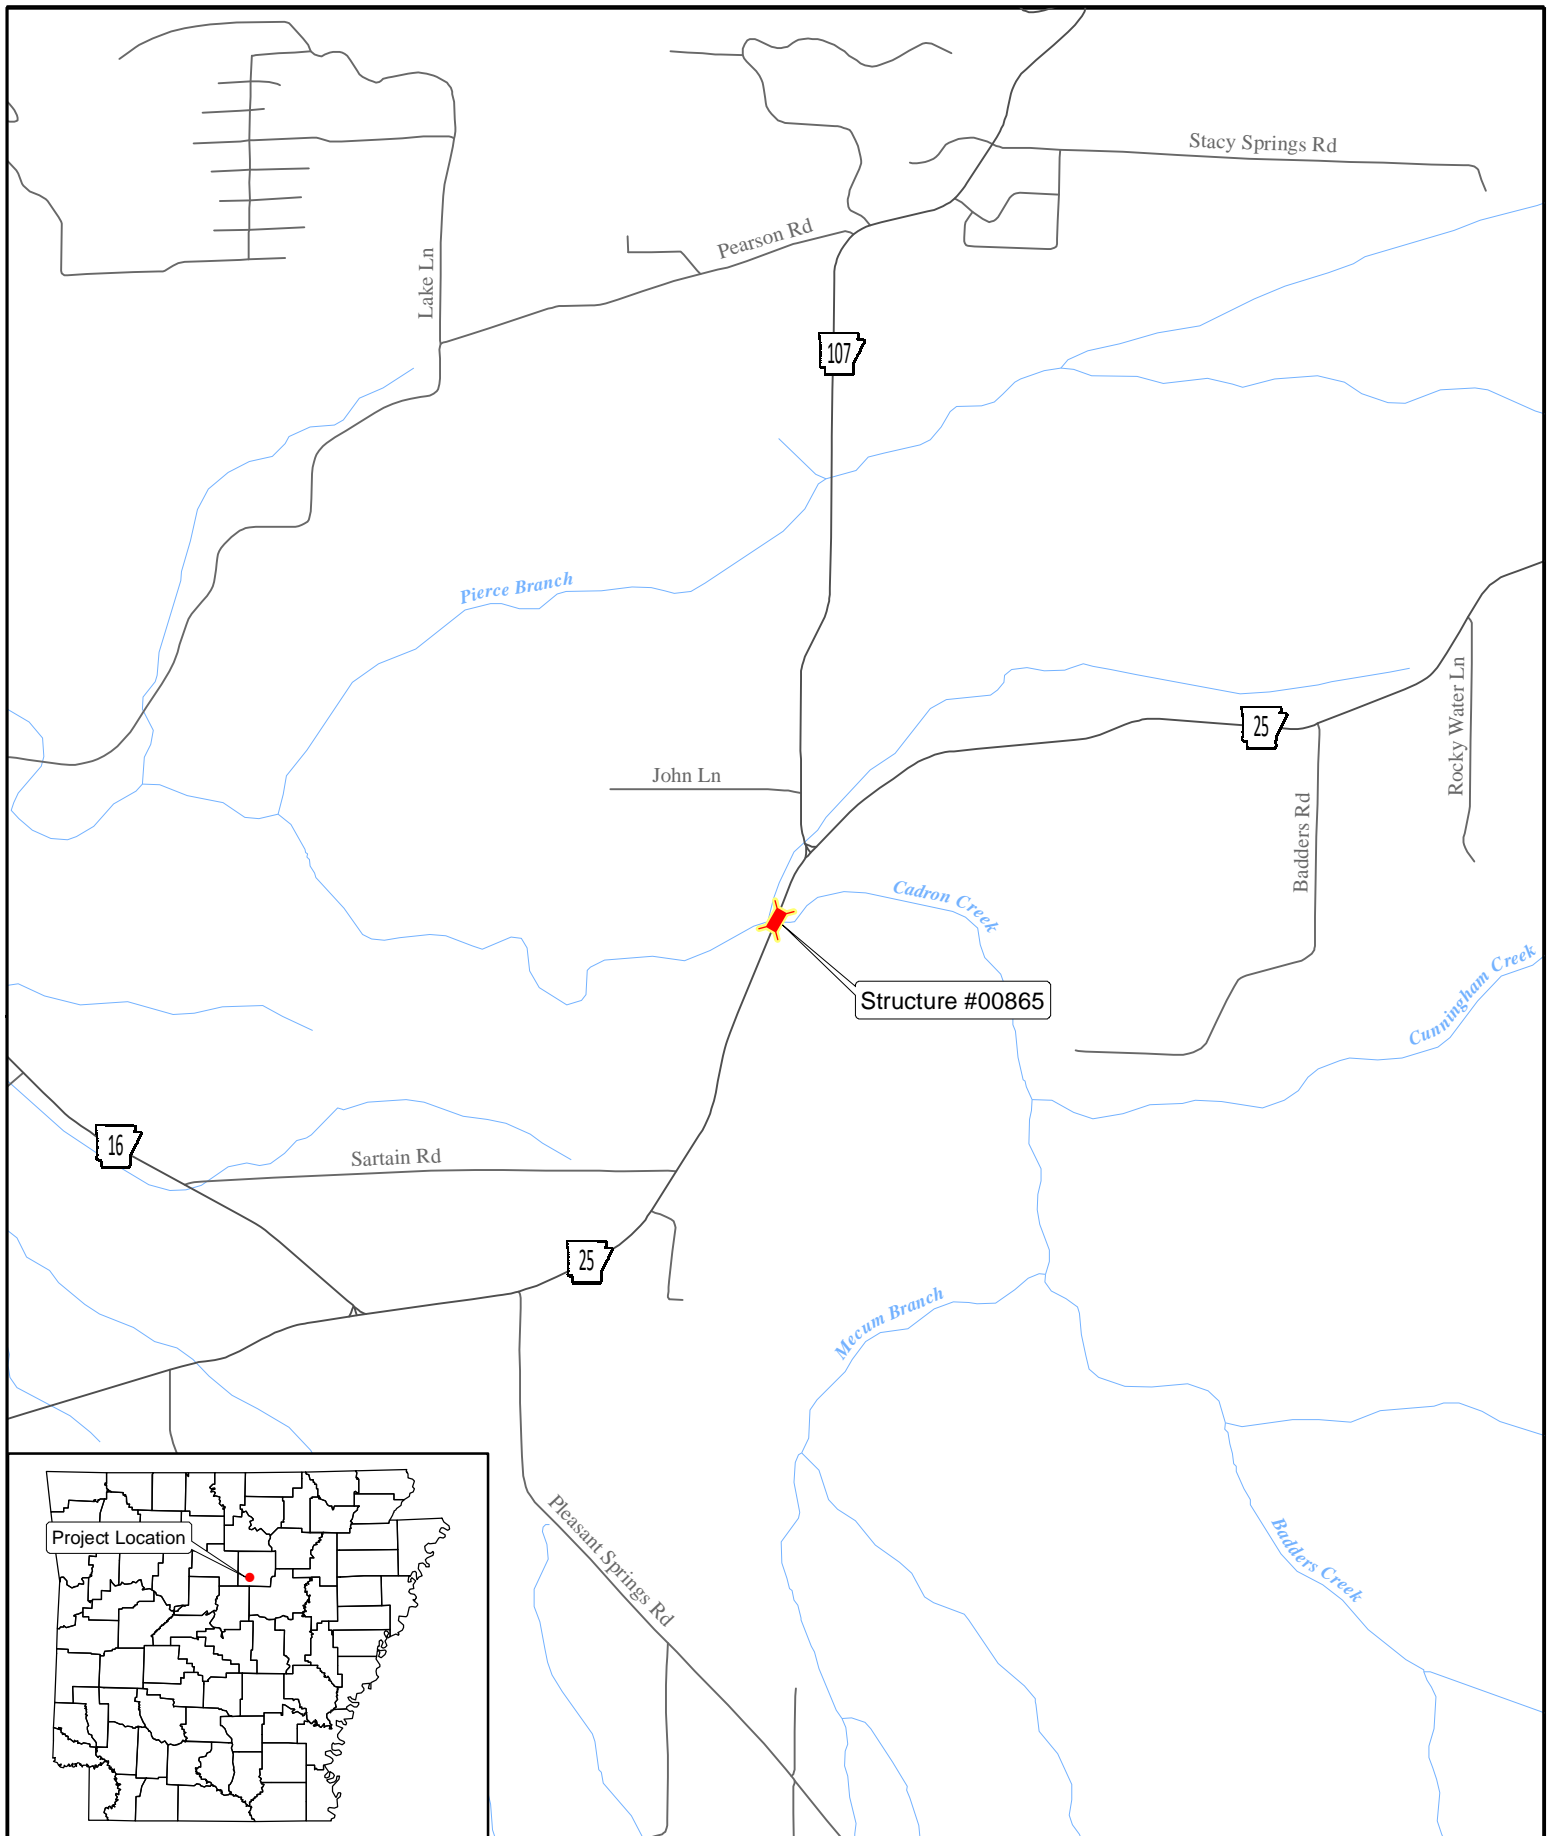 Stacy Springs Rd
Pearson Rd
Lake Ln
107
Pierce Branch
Rocky Water Ln
25
John Ln
Badders Rd
Cadron Creek
Cunningham Creek
Structure #00865
16
Sartain Rd
25
Mecum Branch
Pleasant Springs Rd
Badders Creek
Project Location